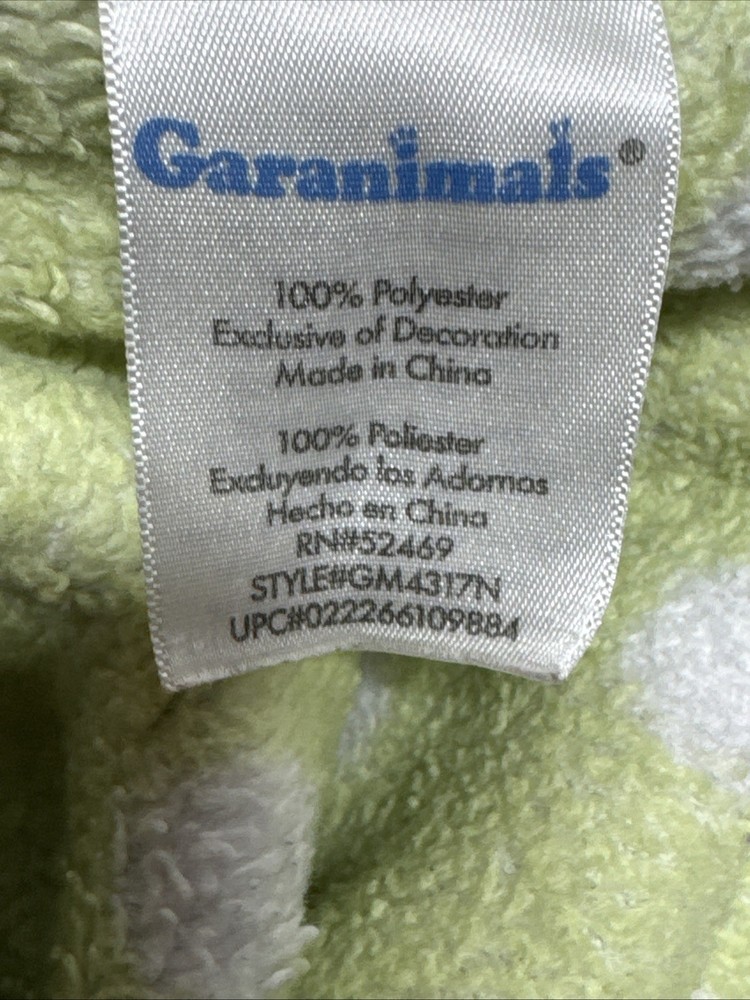 Garanimals®
100% Polyester
Exclusive of Decoration
Made in China
100% Poliester
Excluyendo los Adornos
Hecho en China
RN#52469
STYLE#GM4317N
UPC#022266109884